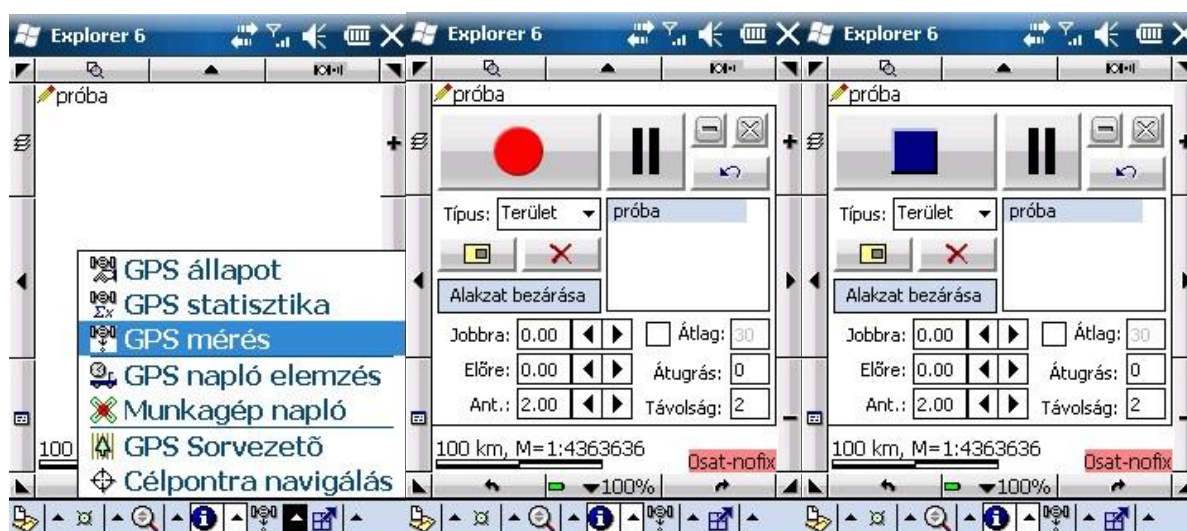 Explorer 6
próba
GPS állapot
GPS statisztika
GPS mérés
GPS napló elemzés
Munkagép napló
GPS Sorvezető
Célpontra navigálás
100
Explorer 6
próba
Típus: Terület próba
Alakzat bezárása
Jobbra: 0.00 Átlag: 30
Előre: 0.00 Átugrás: 0
Ant.: 2.00 Távolság: 2
100 km, M=1:4363636
0sat-nofix
100%
Explorer 6
próba
Típus: Terület próba
Alakzat bezárása
Jobbra: 0.00 Átlag: 30
Előre: 0.00 Átugrás: 0
Ant.: 2.00 Távolság: 2
100 km, M=1:4363636
0sat-nofix
100%